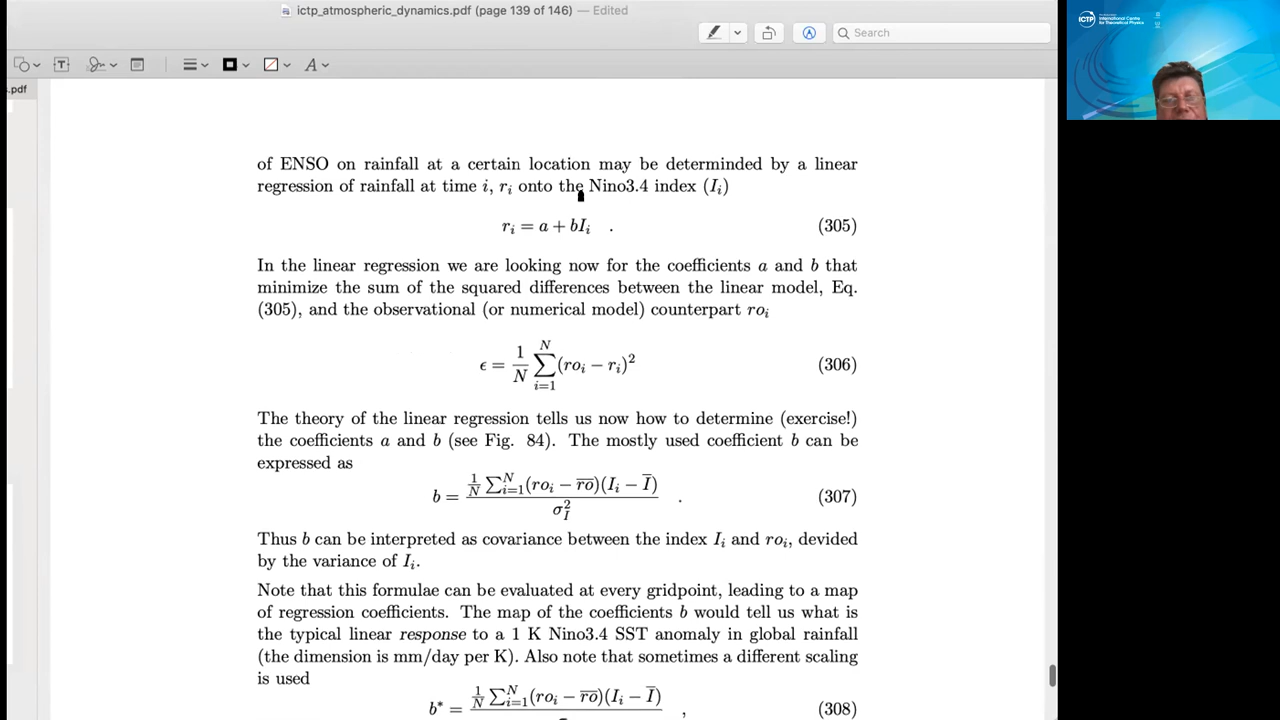 ictp_atmospheric_dynamics.pdf (page 139 of 146) — Edited
Search
.pdf
ICTP International Centre for Theoretical Physics
of ENSO on rainfall at a certain location may be determinded by a linear
regression of rainfall at time i, r_i onto the Nino3.4 index (I_i)
r_i = a + bI_i . (305)
In the linear regression we are looking now for the coefficients a and b that
minimize the sum of the squared differences between the linear model, Eq.
(305), and the observational (or numerical model) counterpart ro_i
ϵ = 1/N ∑_{i=1}^{N} (ro_i − r_i)² (306)
The theory of the linear regression tells us now how to determine (exercise!)
the coefficients a and b (see Fig. 84). The mostly used coefficient b can be
expressed as
b = \frac{\frac{1}{N} ∑_{i=1}^{N} (ro_i − \overline{ro})(I_i − \overline{I})}{σ_I^2} . (307)
Thus b can be interpreted as covariance between the index I_i and ro_i, devided
by the variance of I_i.
Note that this formulae can be evaluated at every gridpoint, leading to a map
of regression coefficients. The map of the coefficients b would tell us what is
the typical linear response to a 1 K Nino3.4 SST anomaly in global rainfall
(the dimension is mm/day per K). Also note that sometimes a different scaling
is used
b* = \frac{1}{N} ∑_{i=1}^{N} (ro_i − \overline{ro})(I_i − \overline{I}) , (308)